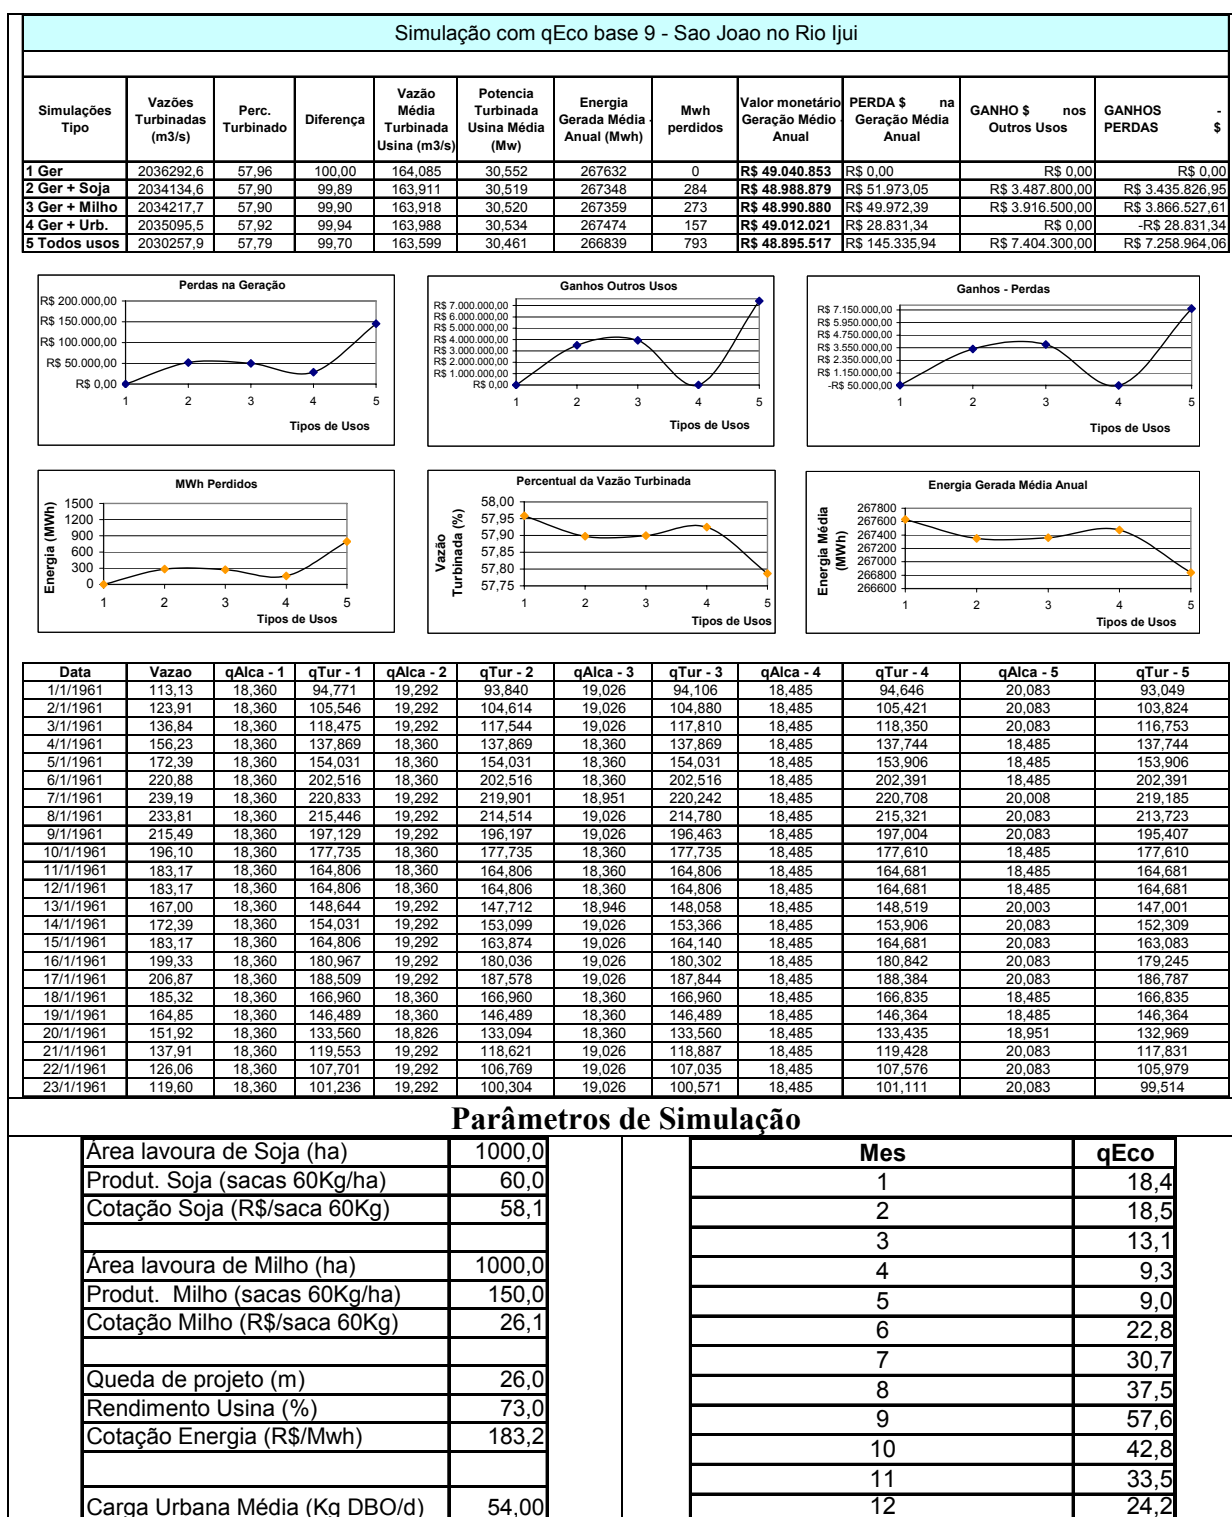 Simulação com qEco base 9 - Sao Joao no Rio Ijui
Simulações Tipo Vazões Turbinadas (m3/s) Perc. Turbinado Diferença Vazão Média Turbinada Usina (m3/s) Potencia Turbinada Usina Média (Mw) Energia Gerada Média - Anual (Mwh) Mwh perdidos Valor monetário Geração Médio - Anual PERDA $ na Geração Média Anual GANHO $ nos Outros Usos GANHOS - PERDAS $
1 Ger 2036292,6 57,96 100,00 164,085 30,552 267632 0 R$ 49.040.853 R$ 0,00 R$ 0,00 R$ 0,00
2 Ger + Soja 2034134,6 57,90 99,89 163,911 30,519 267348 284 R$ 48.988.879 R$ 51.973,05 R$ 3.487.800,00 R$ 3.435.826,95
3 Ger + Milho 2034217,7 57,90 99,90 163,918 30,520 267359 273 R$ 48.990.880 R$ 49.972,39 R$ 3.916.500,00 R$ 3.866.527,61
4 Ger + Urb. 2035095,5 57,92 99,94 163,988 30,534 267474 157 R$ 49.012.021 R$ 28.831,34 R$ 0,00 -R$ 28.831,34
5 Todos usos 2030257,9 57,79 99,70 163,599 30,461 266839 793 R$ 48.895.517 R$ 145.335,94 R$ 7.404.300,00 R$ 7.258.964,06
Perdas na Geração
R$ 200.000,00
R$ 150.000,00
R$ 100.000,00
R$ 50.000,00
R$ 0,00
1 2 3 4 5
Tipos de Usos
Ganhos Outros Usos
R$ 7.000.000,00
R$ 6.000.000,00
R$ 5.000.000,00
R$ 4.000.000,00
R$ 3.000.000,00
R$ 2.000.000,00
R$ 1.000.000,00
R$ 0,00
1 2 3 4 5
Tipos de Usos
Ganhos - Perdas
R$ 7.150.000,00
R$ 5.950.000,00
R$ 4.750.000,00
R$ 3.550.000,00
R$ 2.350.000,00
R$ 1.150.000,00
-R$ 50.000,00
1 2 3 4 5
Tipos de Usos
MWh Perdidos
Energia (MWh)
1500
1200
900
600
300
0
1 2 3 4 5
Tipos de Usos
Percentual da Vazão Turbinada
Vazão
Turbinada (%)
58,00
57,95
57,90
57,85
57,80
57,75
1 2 3 4 5
Tipos de Usos
Energia Gerada Média Anual
Energia Média
(MWh)
267800
267600
267400
267200
267000
266800
266600
1 2 3 4 5
Tipos de Usos
Data Vazao qAlca - 1 qTur - 1 qAlca - 2 qTur - 2 qAlca - 3 qTur - 3 qAlca - 4 qTur - 4 qAlca - 5 qTur - 5
1/1/1961 113,13 18,360 94,771 19,292 93,840 19,026 94,106 18,485 94,646 20,083 93,049
2/1/1961 123,91 18,360 105,546 19,292 104,614 19,026 104,880 18,485 105,421 20,083 103,824
3/1/1961 136,84 18,360 118,475 19,292 117,544 19,026 117,810 18,485 118,350 20,083 116,753
4/1/1961 156,23 18,360 137,869 18,360 137,869 18,360 137,869 18,485 137,744 18,485 137,744
5/1/1961 172,39 18,360 154,031 18,360 154,031 18,360 154,031 18,485 153,906 18,485 153,906
6/1/1961 220,88 18,360 202,516 18,360 202,516 18,360 202,516 18,485 202,391 18,485 202,391
7/1/1961 239,19 18,360 220,833 19,292 219,901 18,951 220,242 18,485 220,708 20,008 219,185
8/1/1961 233,81 18,360 215,446 19,292 214,514 19,026 214,780 18,485 215,321 20,083 213,723
9/1/1961 215,49 18,360 197,129 19,292 196,197 19,026 196,463 18,485 197,004 20,083 195,407
10/1/1961 196,10 18,360 177,735 18,360 177,735 18,360 177,735 18,485 177,610 18,485 177,610
11/1/1961 183,17 18,360 164,806 18,360 164,806 18,360 164,806 18,485 164,681 18,485 164,681
12/1/1961 183,17 18,360 164,806 18,360 164,806 18,360 164,806 18,485 164,681 18,485 164,681
13/1/1961 167,00 18,360 148,644 19,292 147,712 18,946 148,058 18,485 148,519 20,003 147,001
14/1/1961 172,39 18,360 154,031 19,292 153,099 19,026 153,366 18,485 153,906 20,083 152,309
15/1/1961 183,17 18,360 164,806 19,292 163,874 19,026 164,140 18,485 164,681 20,083 163,083
16/1/1961 199,33 18,360 180,967 19,292 180,036 19,026 180,302 18,485 180,842 20,083 179,245
17/1/1961 206,87 18,360 188,509 19,292 187,578 19,026 187,844 18,485 188,384 20,083 186,787
18/1/1961 185,32 18,360 166,960 18,360 166,960 18,360 166,960 18,485 166,835 18,485 166,835
19/1/1961 164,85 18,360 146,489 18,360 146,489 18,360 146,489 18,485 146,364 18,485 146,364
20/1/1961 151,92 18,360 133,560 18,826 133,094 18,360 133,560 18,485 133,435 18,951 132,969
21/1/1961 137,91 18,360 119,553 19,292 118,621 19,026 118,887 18,485 119,428 20,083 117,831
22/1/1961 126,06 18,360 107,701 19,292 106,769 19,026 107,035 18,485 107,576 20,083 105,979
23/1/1961 119,60 18,360 101,236 19,292 100,304 19,026 100,571 18,485 101,111 20,083 99,514
Parâmetros de Simulação
Área lavoura de Soja (ha) 1000,0
Produt. Soja (sacas 60Kg/ha) 60,0
Cotação Soja (R$/saca 60Kg) 58,1
Área lavoura de Milho (ha) 1000,0
Produt. Milho (sacas 60Kg/ha) 150,0
Cotação Milho (R$/saca 60Kg) 26,1
Queda de projeto (m) 26,0
Rendimento Usina (%) 73,0
Cotação Energia (R$/Mwh) 183,2
Carga Urbana Média (Kg DBO/d) 54,00
Mes qEco
1 18,4
2 18,5
3 13,1
4 9,3
5 9,0
6 22,8
7 30,7
8 37,5
9 57,6
10 42,8
11 33,5
12 24,2